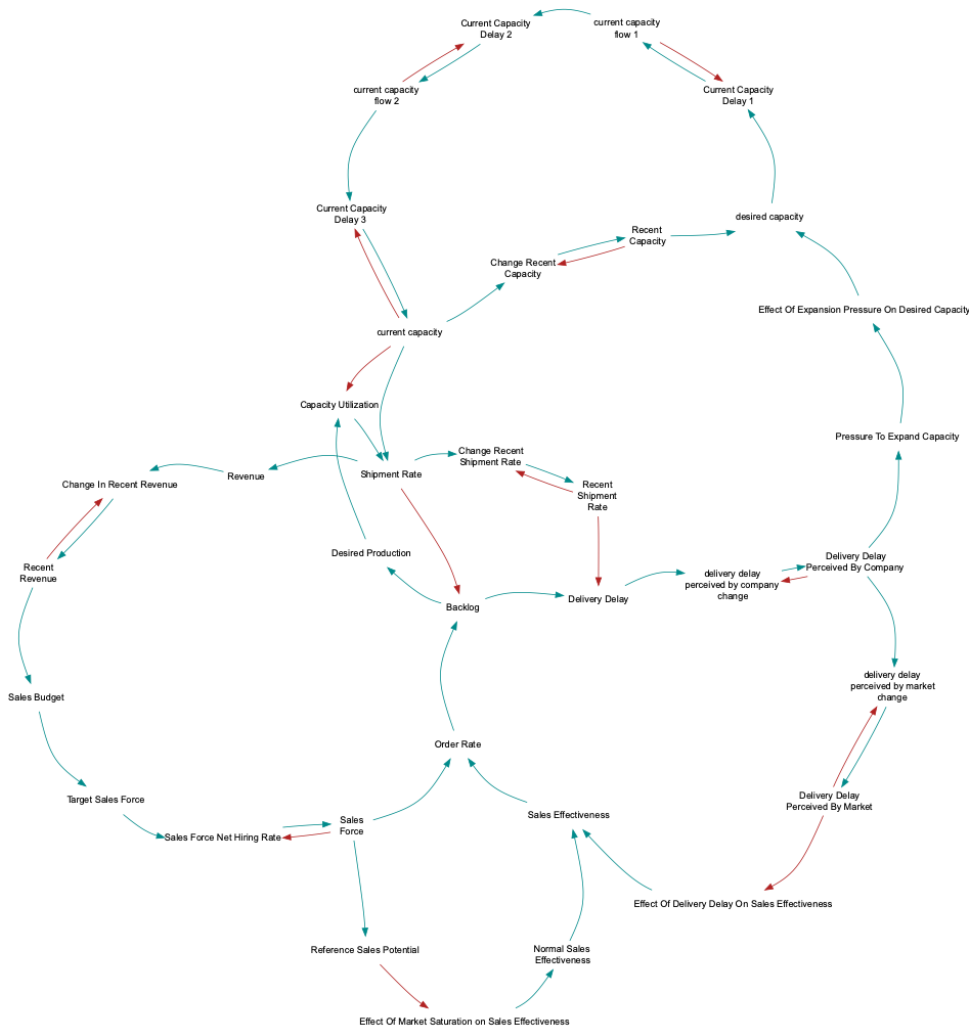 Current Capacity
Delay 2
current capacity
flow 1
current capacity
flow 2
Current Capacity
Delay 1
Current Capacity
Delay 3
desired capacity
Recent
Capacity
Change Recent
Capacity
Effect Of Expansion Pressure On Desired Capacity
current capacity
Capacity Utilization
Pressure To Expand Capacity
Change Recent
Shipment Rate
Shipment Rate
Revenue
Change In Recent Revenue
Recent
Shipment
Rate
Desired Production
Delivery Delay
Perceived By Company
Recent
Revenue
delivery delay
perceived by company
change
Backlog
Delivery Delay
delivery delay
perceived by market
change
Sales Budget
Order Rate
Target Sales Force
Delivery Delay
Perceived By Market
Sales Effectiveness
Sales
Force
Sales Force Net Hiring Rate
Effect Of Delivery Delay On Sales Effectiveness
Reference Sales Potential
Normal Sales
Effectiveness
Effect Of Market Saturation on Sales Effectiveness